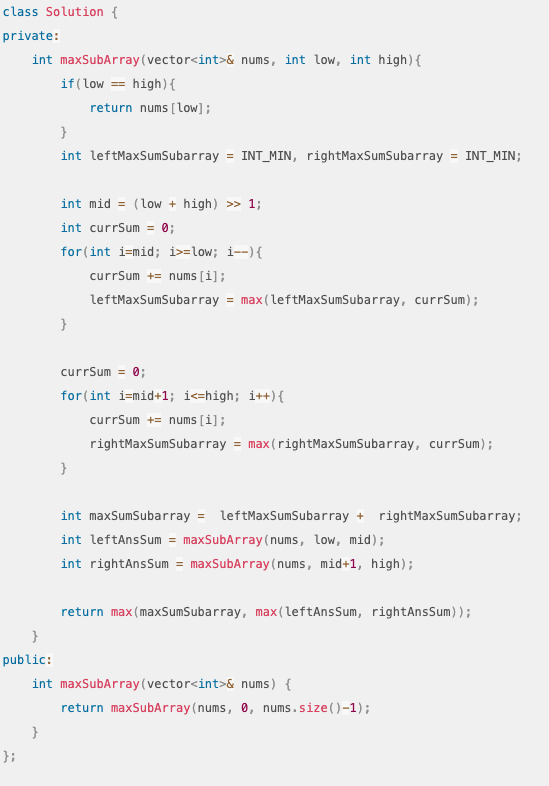 class Solution {
private:
    int maxSubArray(vector<int>& nums, int low, int high){
        if(low == high){
            return nums[low];
        }
        int leftMaxSumSubarray = INT_MIN, rightMaxSumSubarray = INT_MIN;

        int mid = (low + high) >> 1;
        int currSum = 0;
        for(int i=mid; i>=low; i--){
            currSum += nums[i];
            leftMaxSumSubarray = max(leftMaxSumSubarray, currSum);
        }

        currSum = 0;
        for(int i=mid+1; i<=high; i++){
            currSum += nums[i];
            rightMaxSumSubarray = max(rightMaxSumSubarray, currSum);
        }

        int maxSumSubarray =  leftMaxSumSubarray +  rightMaxSumSubarray;
        int leftAnsSum = maxSubArray(nums, low, mid);
        int rightAnsSum = maxSubArray(nums, mid+1, high);

        return max(maxSumSubarray, max(leftAnsSum, rightAnsSum));
    }
public:
    int maxSubArray(vector<int>& nums) {
        return maxSubArray(nums, 0, nums.size()-1);
    }
};